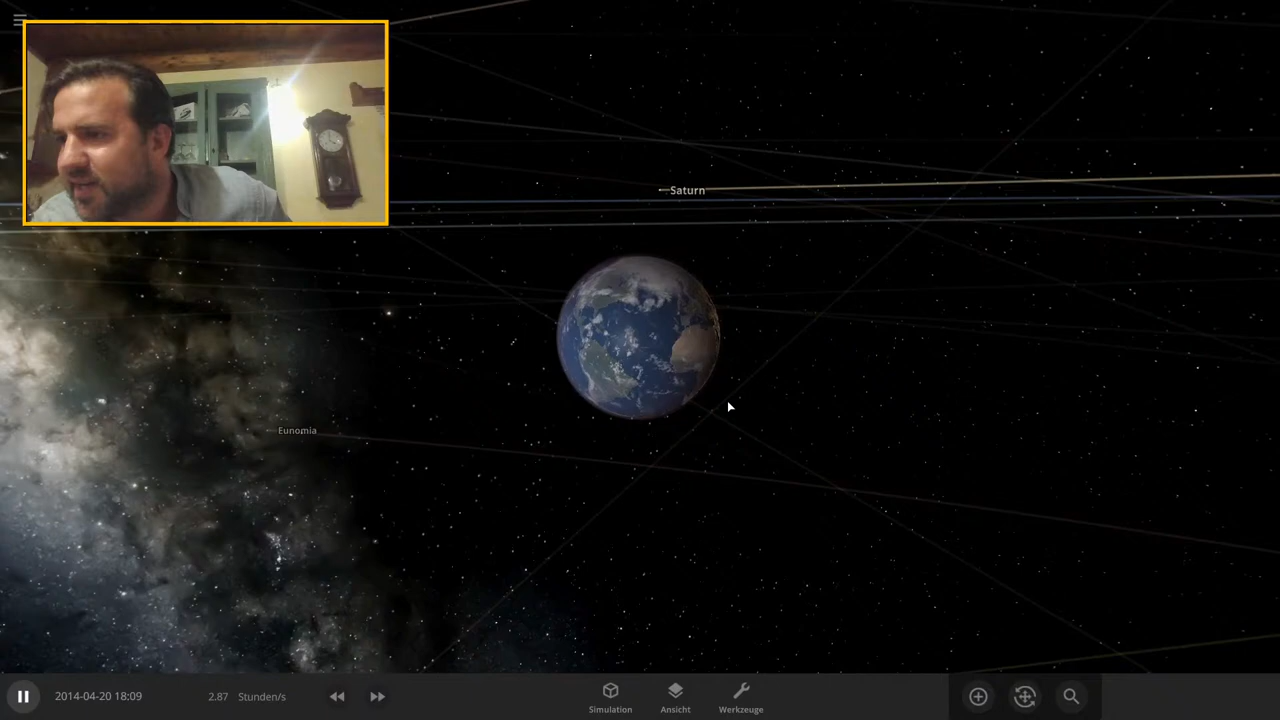 Saturn
Eunomia
2014-04-20 18:09
2.87 Stunden/s
Simulation
Ansicht
Werkzeuge